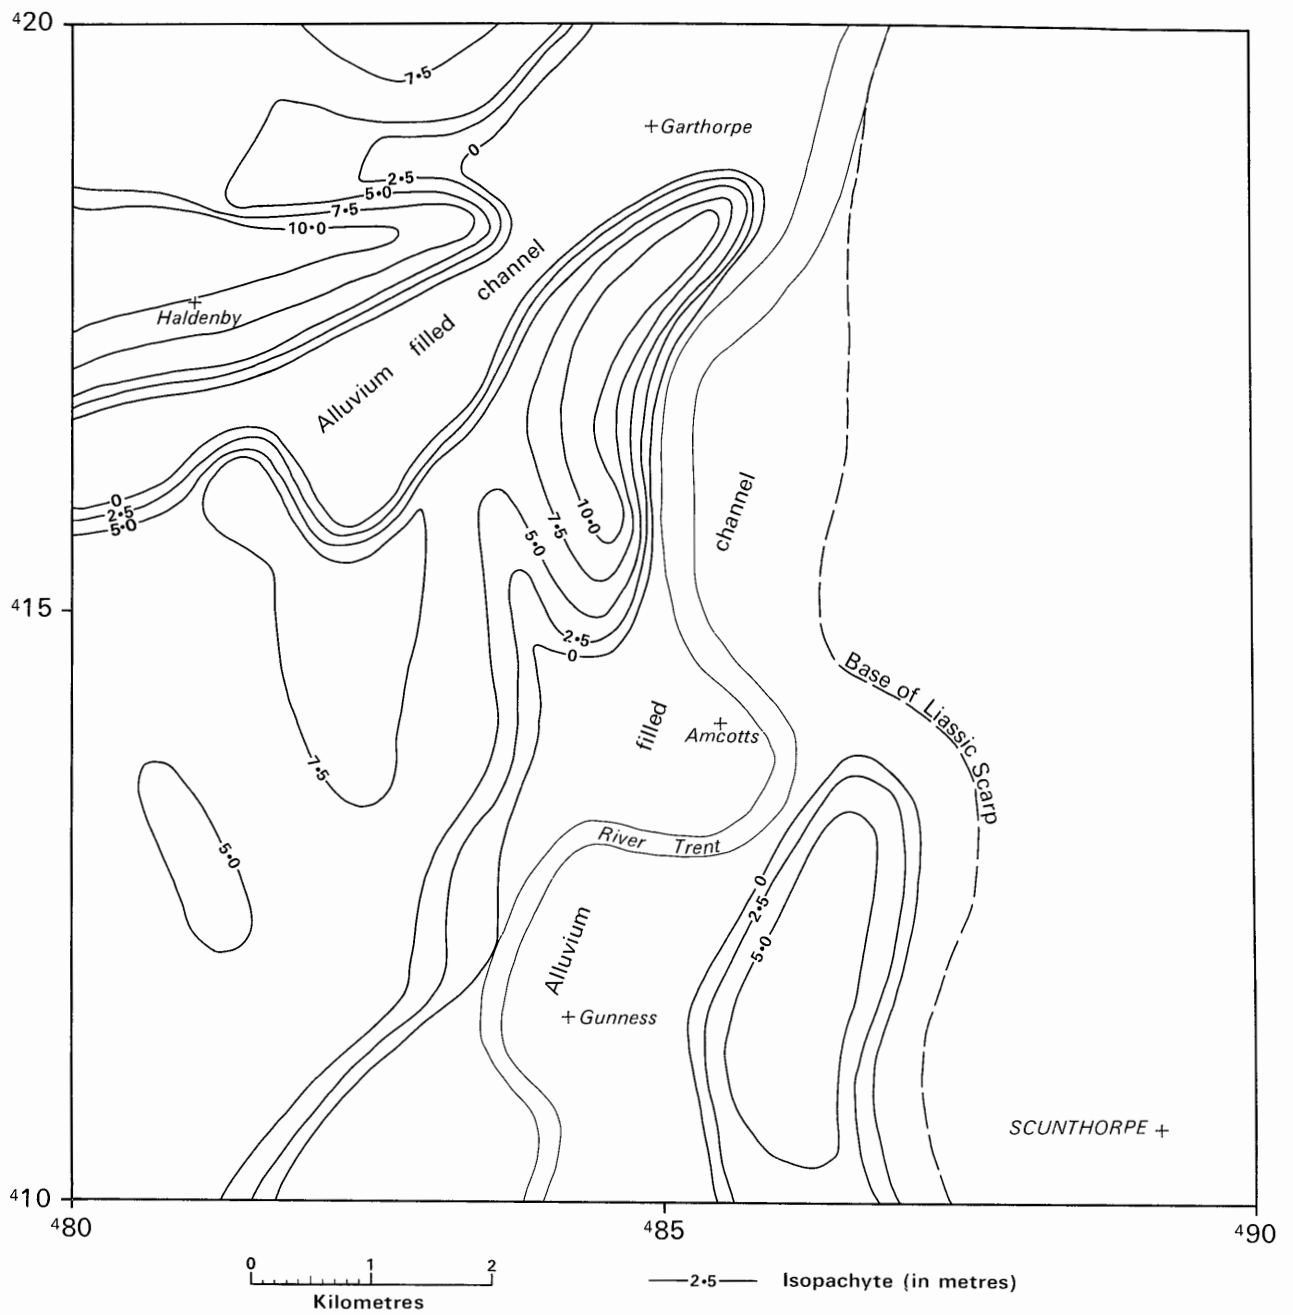 ⁴20
7·5
Garthorpe
0
2·5
5·0
7·5
10·0
Haldenby
Alluvium filled channel
0
2·5
5·0
10·0
7·5
5·0
2·5
0
⁴15
Alluvium filled channel
Base of Liassic Scarp
Amcotts
7·5
River Trent
5·0
0
2·5
5·0
Gunness
SCUNTHORPE
⁴10
⁴80
⁴85
⁴90
0 1 2
Kilometres
2·5 Isopachyte (in metres)